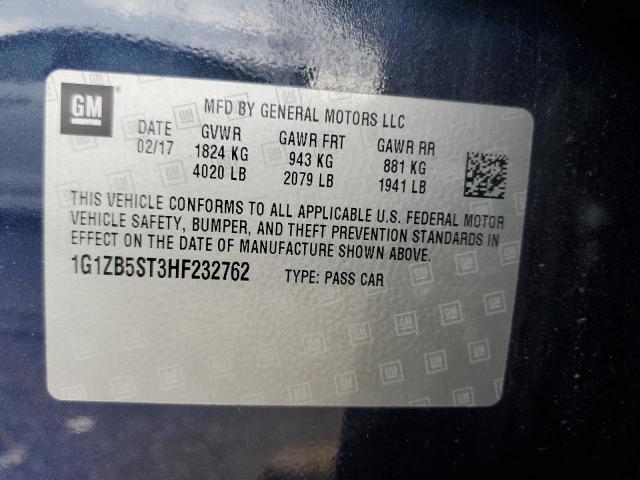 GM
MFD BY GENERAL MOTORS LLC
DATE GVWR GAWR FRT GAWR RR
02/17 1824 KG 943 KG 881 KG
4020 LB 2079 LB 1941 LB
THIS VEHICLE CONFORMS TO ALL APPLICABLE U.S. FEDERAL MOTOR
VEHICLE SAFETY, BUMPER, AND THEFT PREVENTION STANDARDS IN
EFFECT ON THE DATE OF MANUFACTURE SHOWN ABOVE.
1G1ZB5ST3HF232762 TYPE: PASS CAR